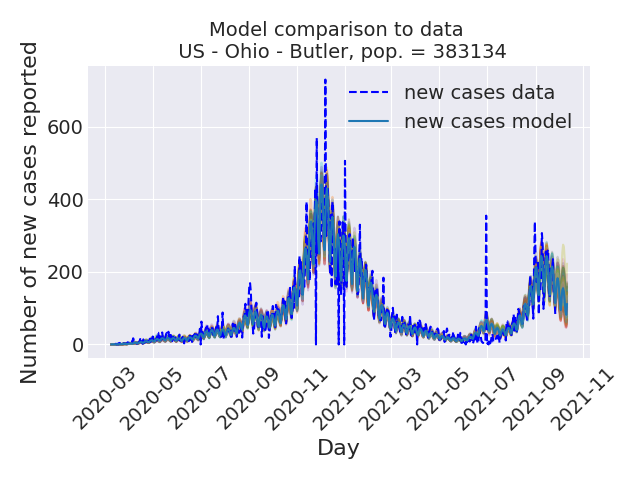 Model comparison to data
US - Ohio - Butler, pop. = 383134
Number of new cases reported
600
400
200
0
new cases data
new cases model
2020-03
2020-05
2020-07
2020-09
2020-11
2021-01
2021-03
2021-05
2021-07
2021-09
2021-11
Day